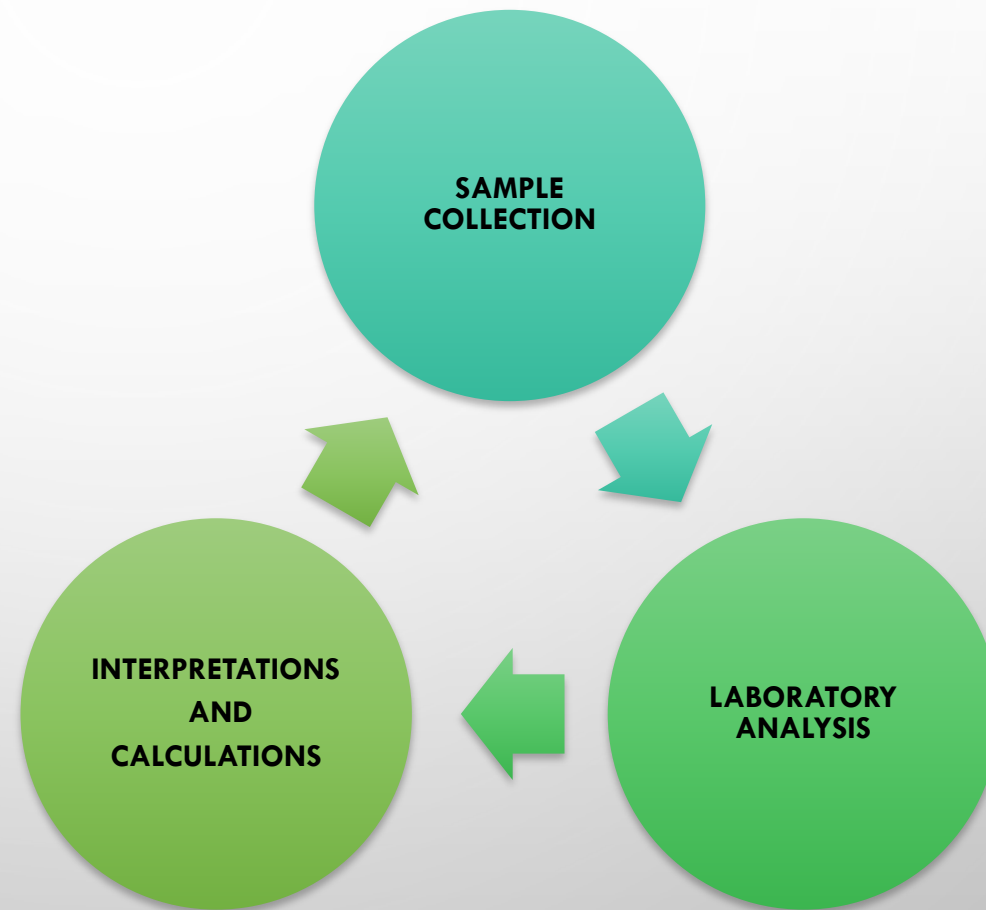 SAMPLE
COLLECTION
LABORATORY
ANALYSIS
INTERPRETATIONS
AND
CALCULATIONS